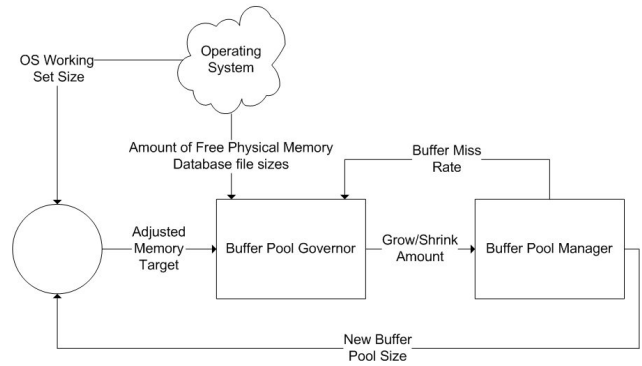 Operating
System
OS Working
Set Size
Amount of Free Physical Memory
Database file sizes
Buffer Miss
Rate
Adjusted
Memory
Target
Buffer Pool Governor
Grow/Shrink
Amount
Buffer Pool Manager
New Buffer
Pool Size